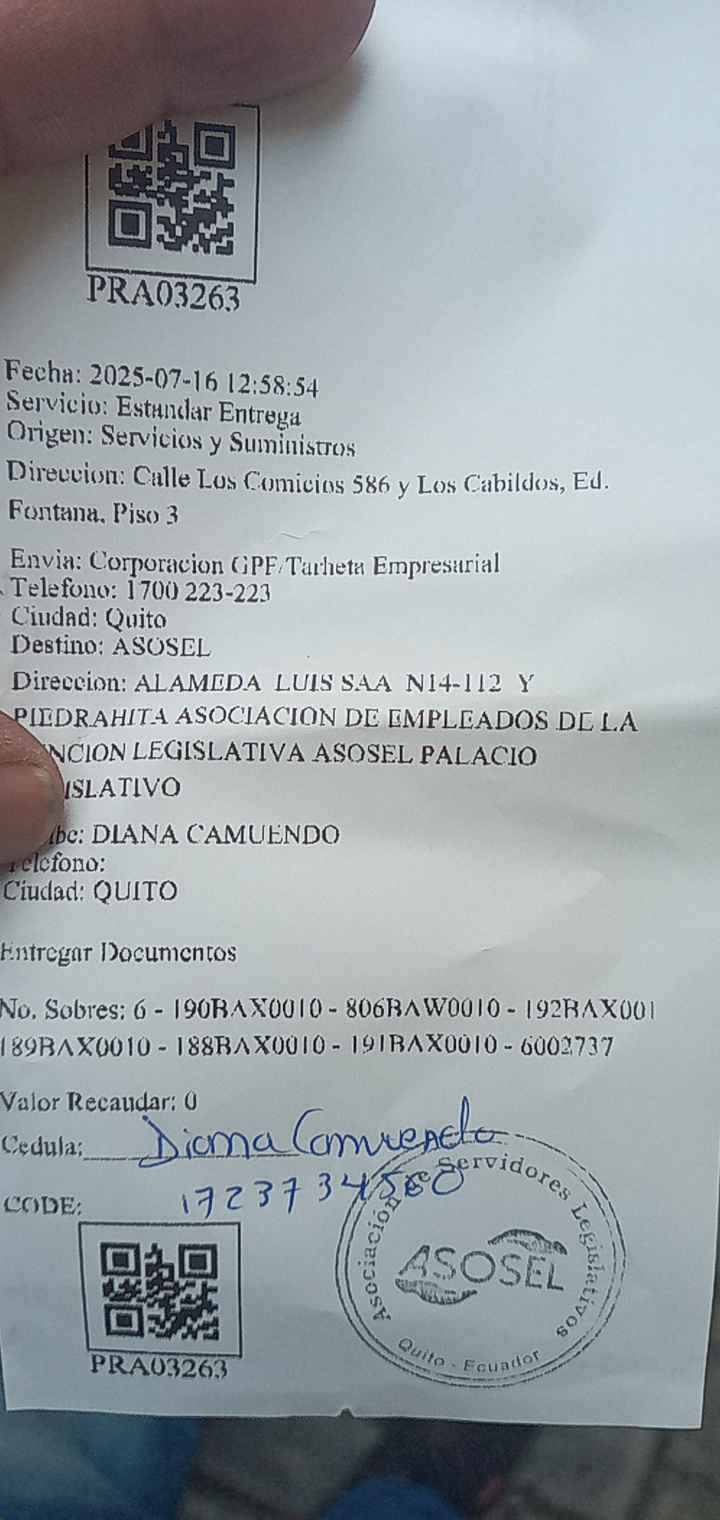 PRA03263
Fecha: 2025-07-16 12:58:54
Servicio: Estandar Entrega
Origen: Servicios y Suministros
Direccion: Calle Los Comicios 586 y Los Cabildos, Ed.
Fontana, Piso 3
Envia: Corporacion GPF/Tarheta Empresarial
Telefono: 1700 223-223
Ciudad: Quito
Destino: ASOSEL
Direccion: ALAMEDA LUIS SAA N14-112 Y
PIEDRAHITA ASOCIACION DE EMPLEADOS DE LA
NCION LEGISLATIVA ASOSEL PALACIO
ISLATIVO
be: DIANA CAMUENDO
Telefono:
Ciudad: QUITO
Entregar Documentos
No. Sobres: 6 - 190BAX0010 - 806BAW0010 - 192BAX001
189BAX0010 - 188BAX0010 - 191BAX0010 - 6002737
Valor Recaudar: 0
Cedula: Diana Camuendo
CODE: 1723734560
PRA03263
Asociación de Servidores Legislativos
ASOSEL
Quito - Ecuador